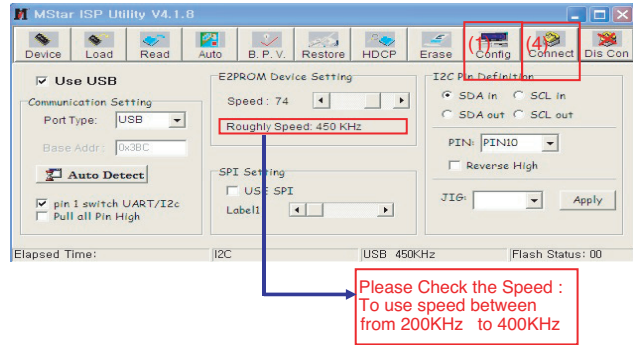 MStar ISP Utility V4.1.8
Device Load Read Auto B. P. V. Restore HDCP Erase Config Connect Dis Con
(1) (4)
Use USB
Communication Setting
Port Type: USB
Base Addr: 0x3BC
Auto Detect
pin 1 switch UART/I2c
Pull all Pin High
E2PROM Device Setting
Speed: 74
Roughly Speed: 450 KHz
SPI Setting
USE SPI
Label1
I2C Pin Definition
SDA in SCL in
SDA out SCL out
PIN: PIN10
Reverse High
JIG: Apply
Elapsed Time: I2C USB 450KHz Flash Status: 00
Please Check the Speed :
To use speed between
from 200KHz to 400KHz